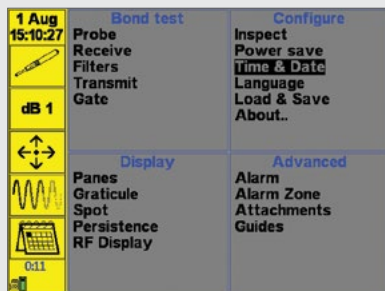 1 Aug
15:10:27
dB 1
0:11
Bond test
Probe
Receive
Filters
Transmit
Gate
Configure
Inspect
Power save
Time & Date
Language
Load & Save
About..
Display
Panes
Graticule
Spot
Persistence
RF Display
Advanced
Alarm
Alarm Zone
Attachments
Guides